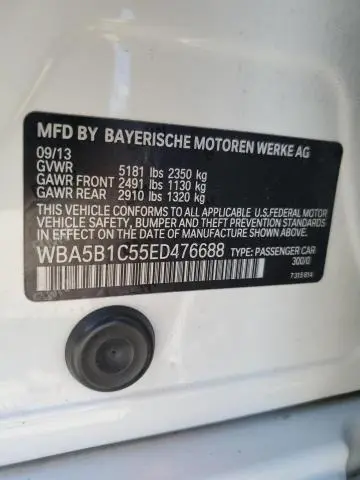 MFD BY BAYERISCHE MOTOREN WERKE AG
09/13
GVWR 5181 lbs 2350 kg
GAWR FRONT 2491 lbs 1130 kg
GAWR REAR 2910 lbs 1320 kg
THIS VEHICLE CONFORMS TO ALL APPLICABLE U.S.FEDERAL MOTOR
VEHICLE SAFETY, BUMPER, AND THEFT PREVENTION STANDARDS
IN EFFECT ON THE DATE OF MANUFACTURE SHOWN ABOVE.
WBA5B1C55ED476688 TYPE: PASSENGER CAR
300/0
7315814